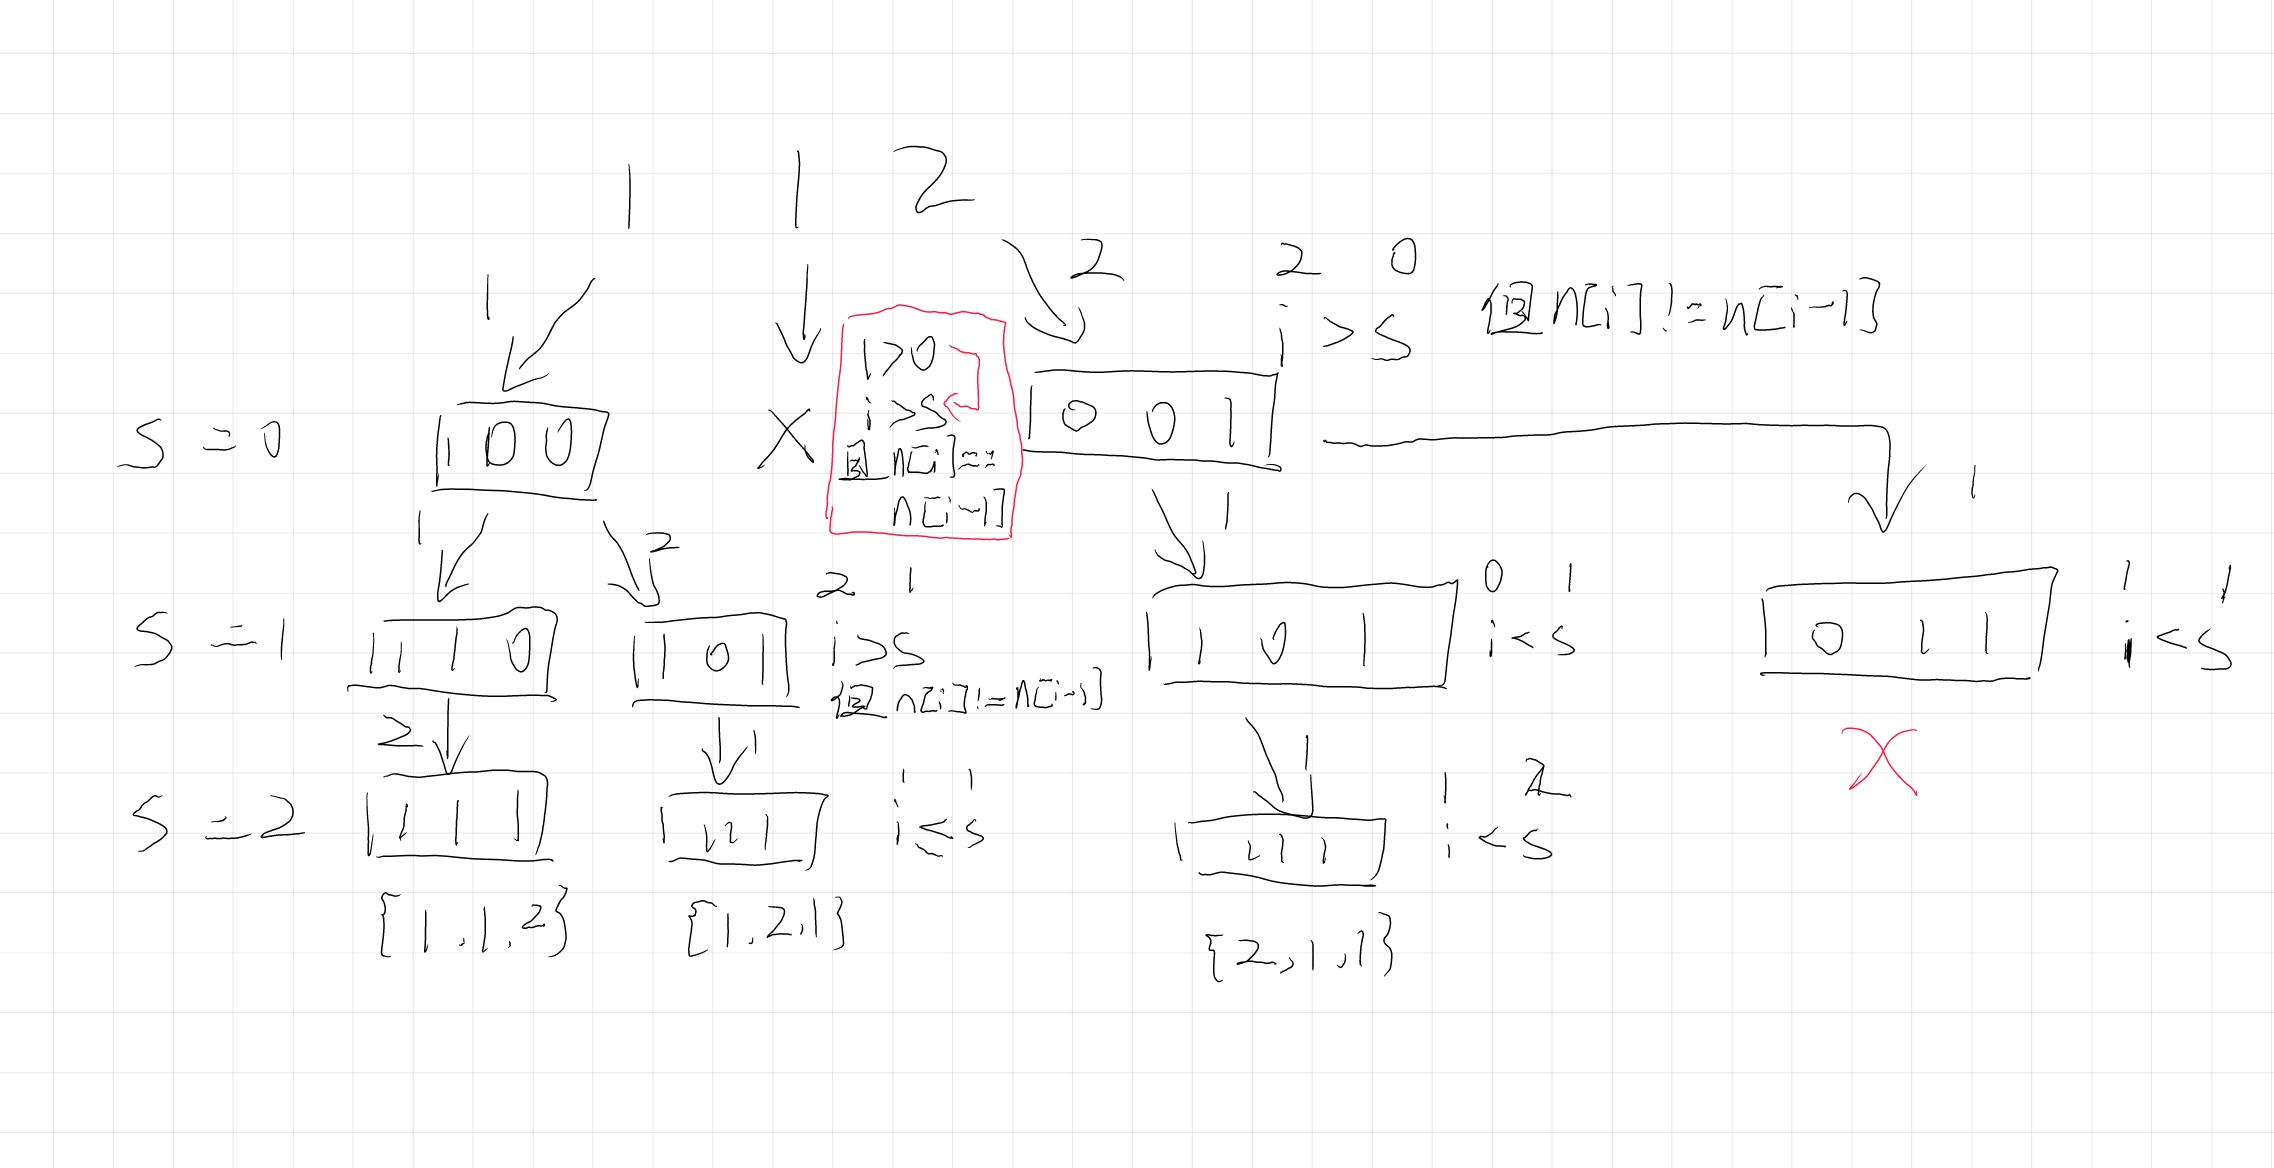 1 1 2
1
2
2 0
i > s 但 n[i] != n[i-1]
1>0
i>s
且 n[i]==
n[i-1]
s = 0
1 0 0
X
0 0 1
1
2
1
1
s = 1
1 1 0
1 0 1
2 1
i>s
但 n[i] != n[i-1]
1 0 1
0 1
i<s
0 1 1
1 1
i<s
2
1
1
X
s = 2
1 1 1
1 1 1
1 1
i≤s
1 1 1
1 2
i<s
{1,1,2}
{1,2,1}
{2,1,1}